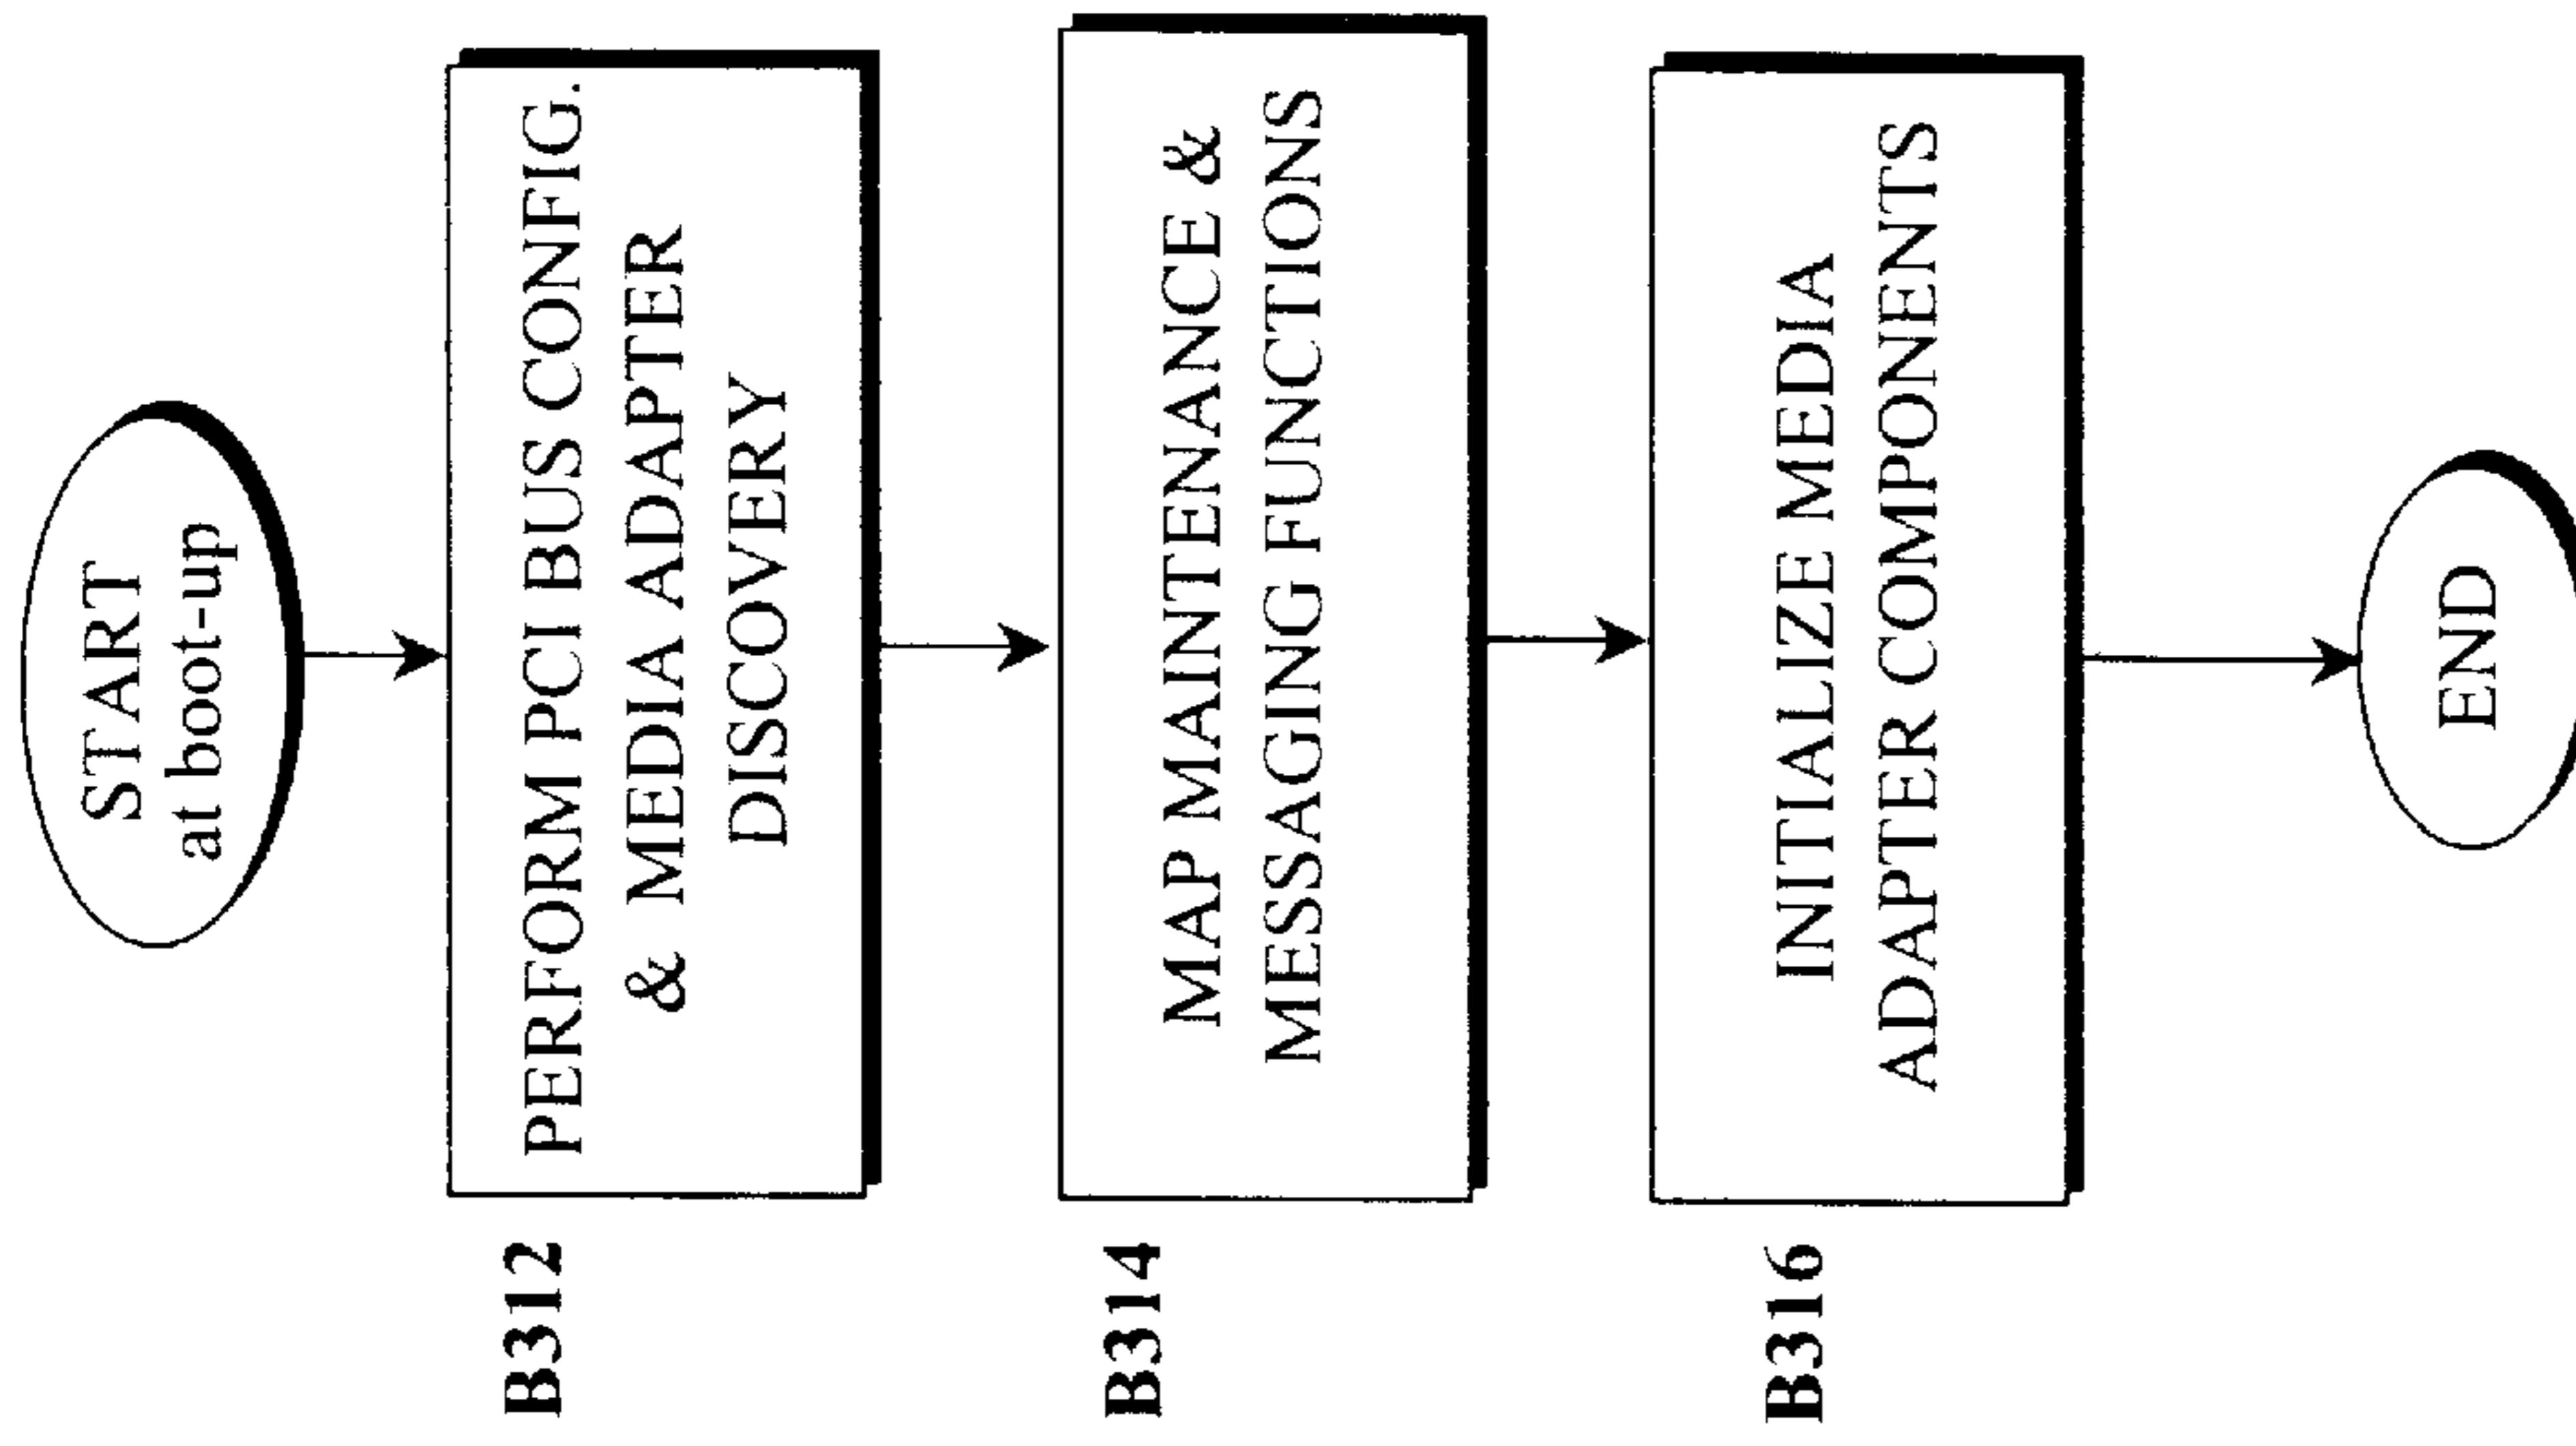 START
at boot-up
B312
PERFORM PCI BUS CONFIG.
& MEDIA ADAPTER
DISCOVERY
B314
MAP MAINTENANCE &
MESSAGING FUNCTIONS
B316
INITIALIZE MEDIA
ADAPTER COMPONENTS
END